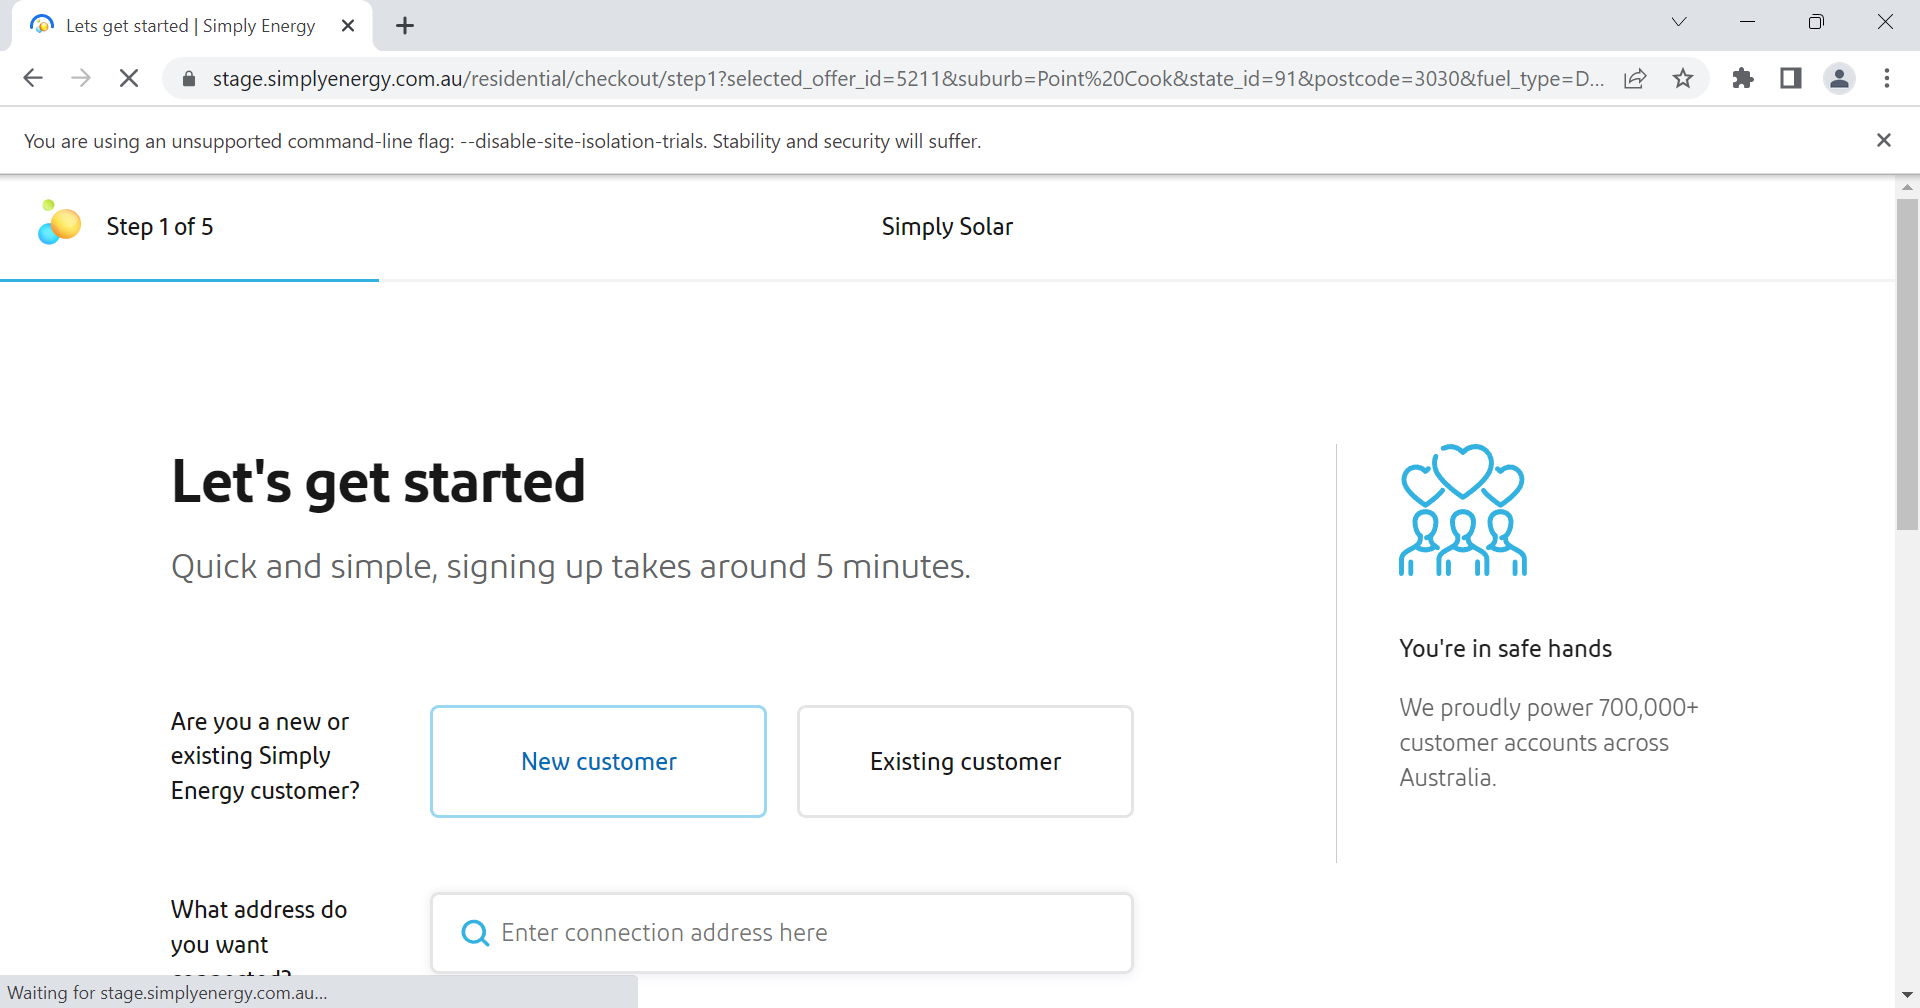 Lets get started | Simply Energy
stage.simplyenergy.com.au/residential/checkout/step1?selected_offer_id=5211&suburb=Point%20Cook&state_id=91&postcode=3030&fuel_type=D...
You are using an unsupported command-line flag: --disable-site-isolation-trials. Stability and security will suffer.
Step 1 of 5
Simply Solar
Let's get started
Quick and simple, signing up takes around 5 minutes.
You're in safe hands
We proudly power 700,000+
customer accounts across
Australia.
Are you a new or
existing Simply
Energy customer?
New customer
Existing customer
What address do
you want
connected?
Enter connection address here
Waiting for stage.simplyenergy.com.au...